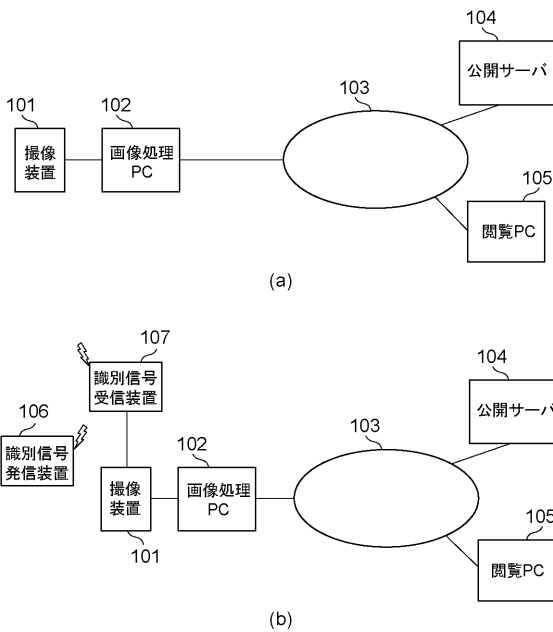 104
公開サーバ
103
101
102
撮像
装置
画像処理
PC
105
閲覧PC
(a)
107
識別信号
受信装置
104
公開サーバ
106
識別信号
発信装置
103
102
撮像
装置
画像処理
PC
101
105
閲覧PC
(b)